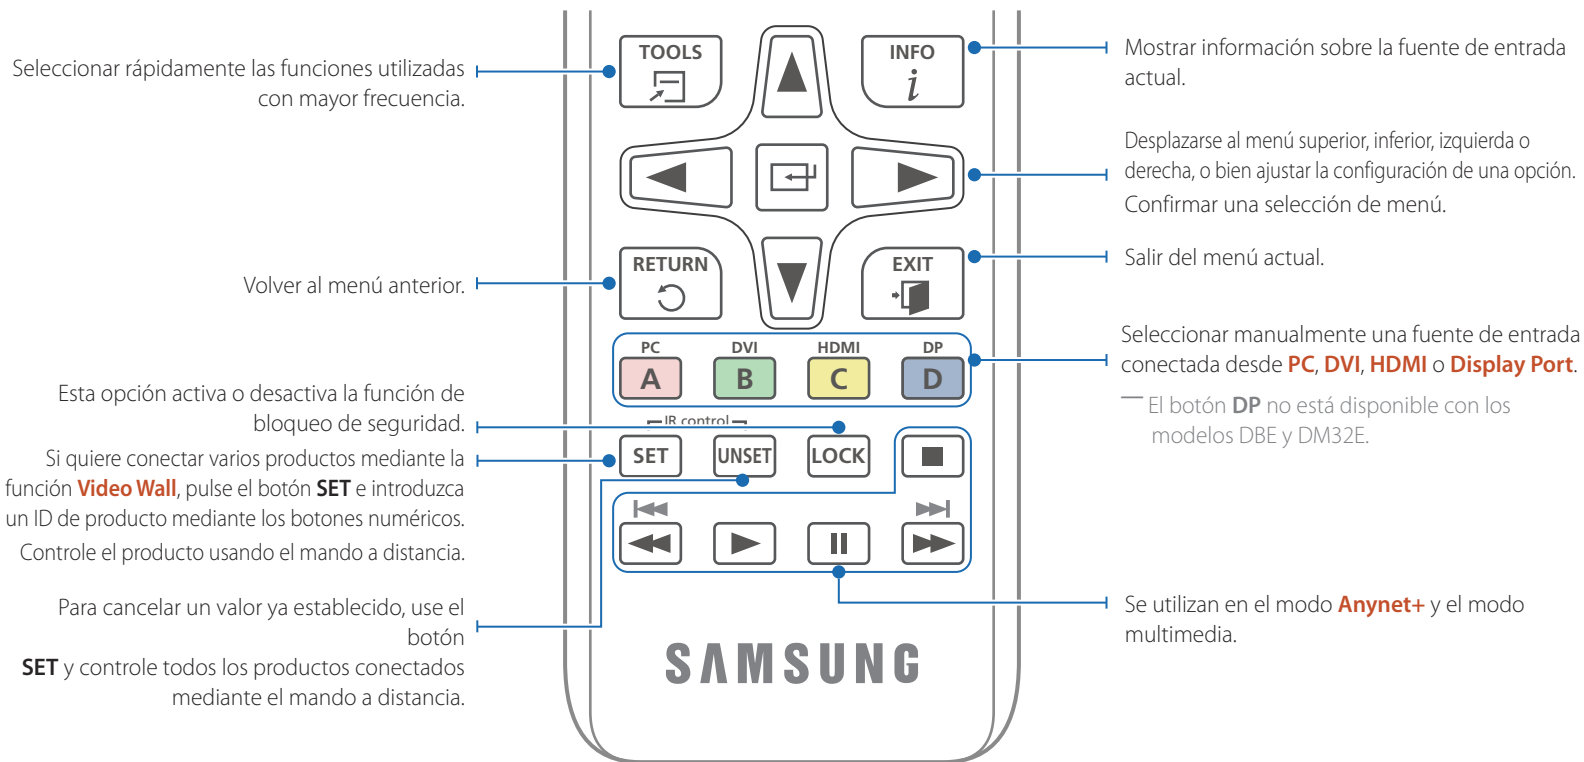 TOOLS
INFO
i
Seleccionar rápidamente las funciones utilizadas
con mayor frecuencia.
Mostrar información sobre la fuente de entrada
actual.
Desplazarse al menú superior, inferior, izquierda o
derecha, o bien ajustar la configuración de una opción.
Confirmar una selección de menú.
RETURN
EXIT
Volver al menú anterior.
Salir del menú actual.
PC DVI HDMI DP
A B C D
Seleccionar manualmente una fuente de entrada
conectada desde PC, DVI, HDMI o Display Port.
— El botón DP no está disponible con los
modelos DBE y DM32E.
Esta opción activa o desactiva la función de
bloqueo de seguridad.
IR control
SET UNSET LOCK
Si quiere conectar varios productos mediante la
función Video Wall, pulse el botón SET e introduzca
un ID de producto mediante los botones numéricos.
Controle el producto usando el mando a distancia.
Para cancelar un valor ya establecido, use el
botón
SET y controle todos los productos conectados
mediante el mando a distancia.
Se utilizan en el modo Anynet+ y el modo
multimedia.
SAMSUNG